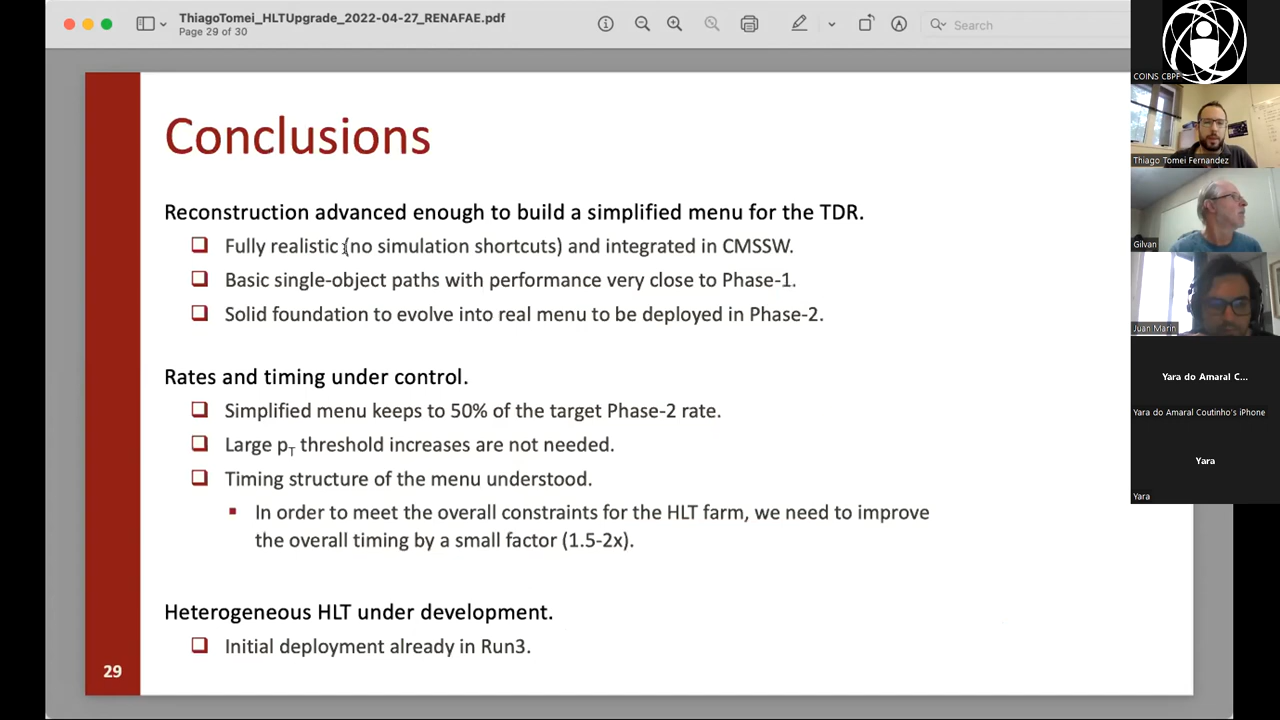 ThiagoTomei_HLTUpgrade_2022-04-27_RENAFAE.pdf
Page 29 of 30
Search
Conclusions
Reconstruction advanced enough to build a simplified menu for the TDR.
Fully realistic (no simulation shortcuts) and integrated in CMSSW.
Basic single-object paths with performance very close to Phase-1.
Solid foundation to evolve into real menu to be deployed in Phase-2.
Rates and timing under control.
Simplified menu keeps to 50% of the target Phase-2 rate.
Large pT threshold increases are not needed.
Timing structure of the menu understood.
In order to meet the overall constraints for the HLT farm, we need to improve
the overall timing by a small factor (1.5-2x).
Heterogeneous HLT under development.
Initial deployment already in Run3.
29
COINS CBPF
Thiago Tomei Fernandez
Gilvan
Juan Marin
Yara do Amaral C...
Yara do Amaral Coutinho's iPhone
Yara
Yara